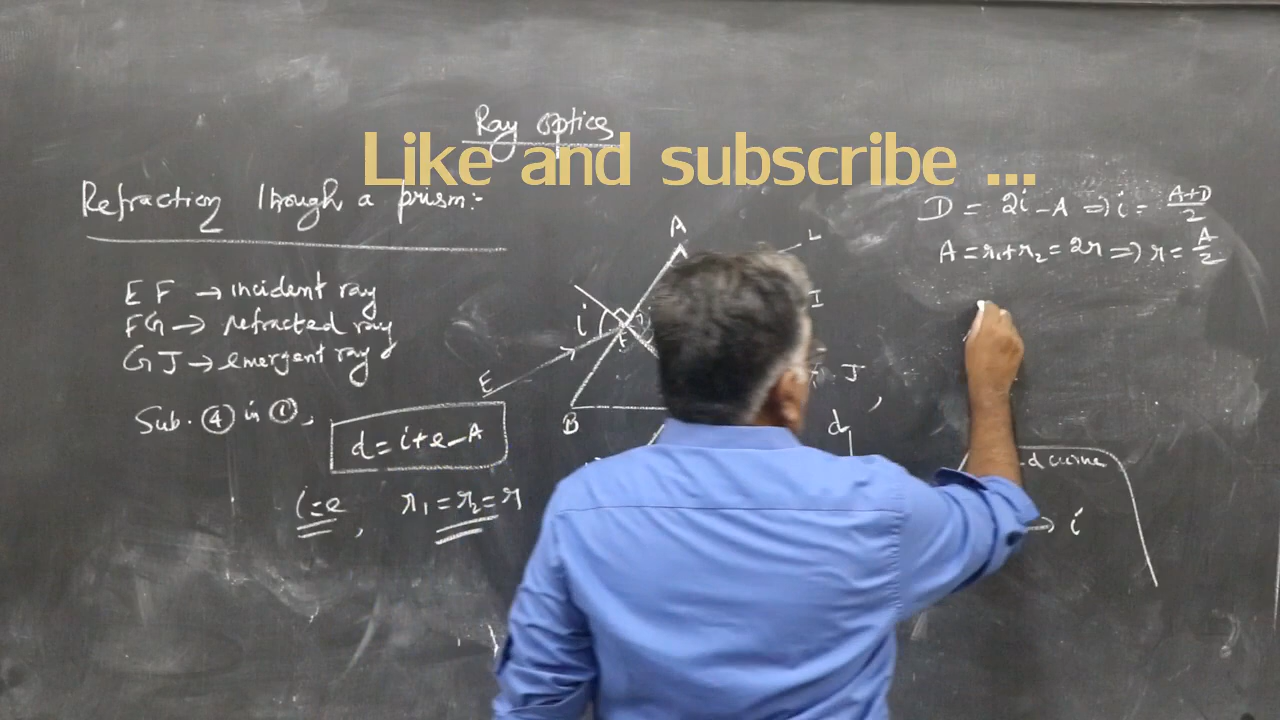 Ray optics
Like and subscribe ...
Refraction through a prism:-
EF → incident ray
FG → refracted ray
GJ → emergent ray
Sub. ④ in ①,
d = i+e-A
i=e, r₁=r₂=r
D = 2i-A ⇒ i = A+D/2
A = r₁+r₂ = 2r ⇒ r = A/2
A
L
i
I
E
F
J
B
d
d curve
⇒ i